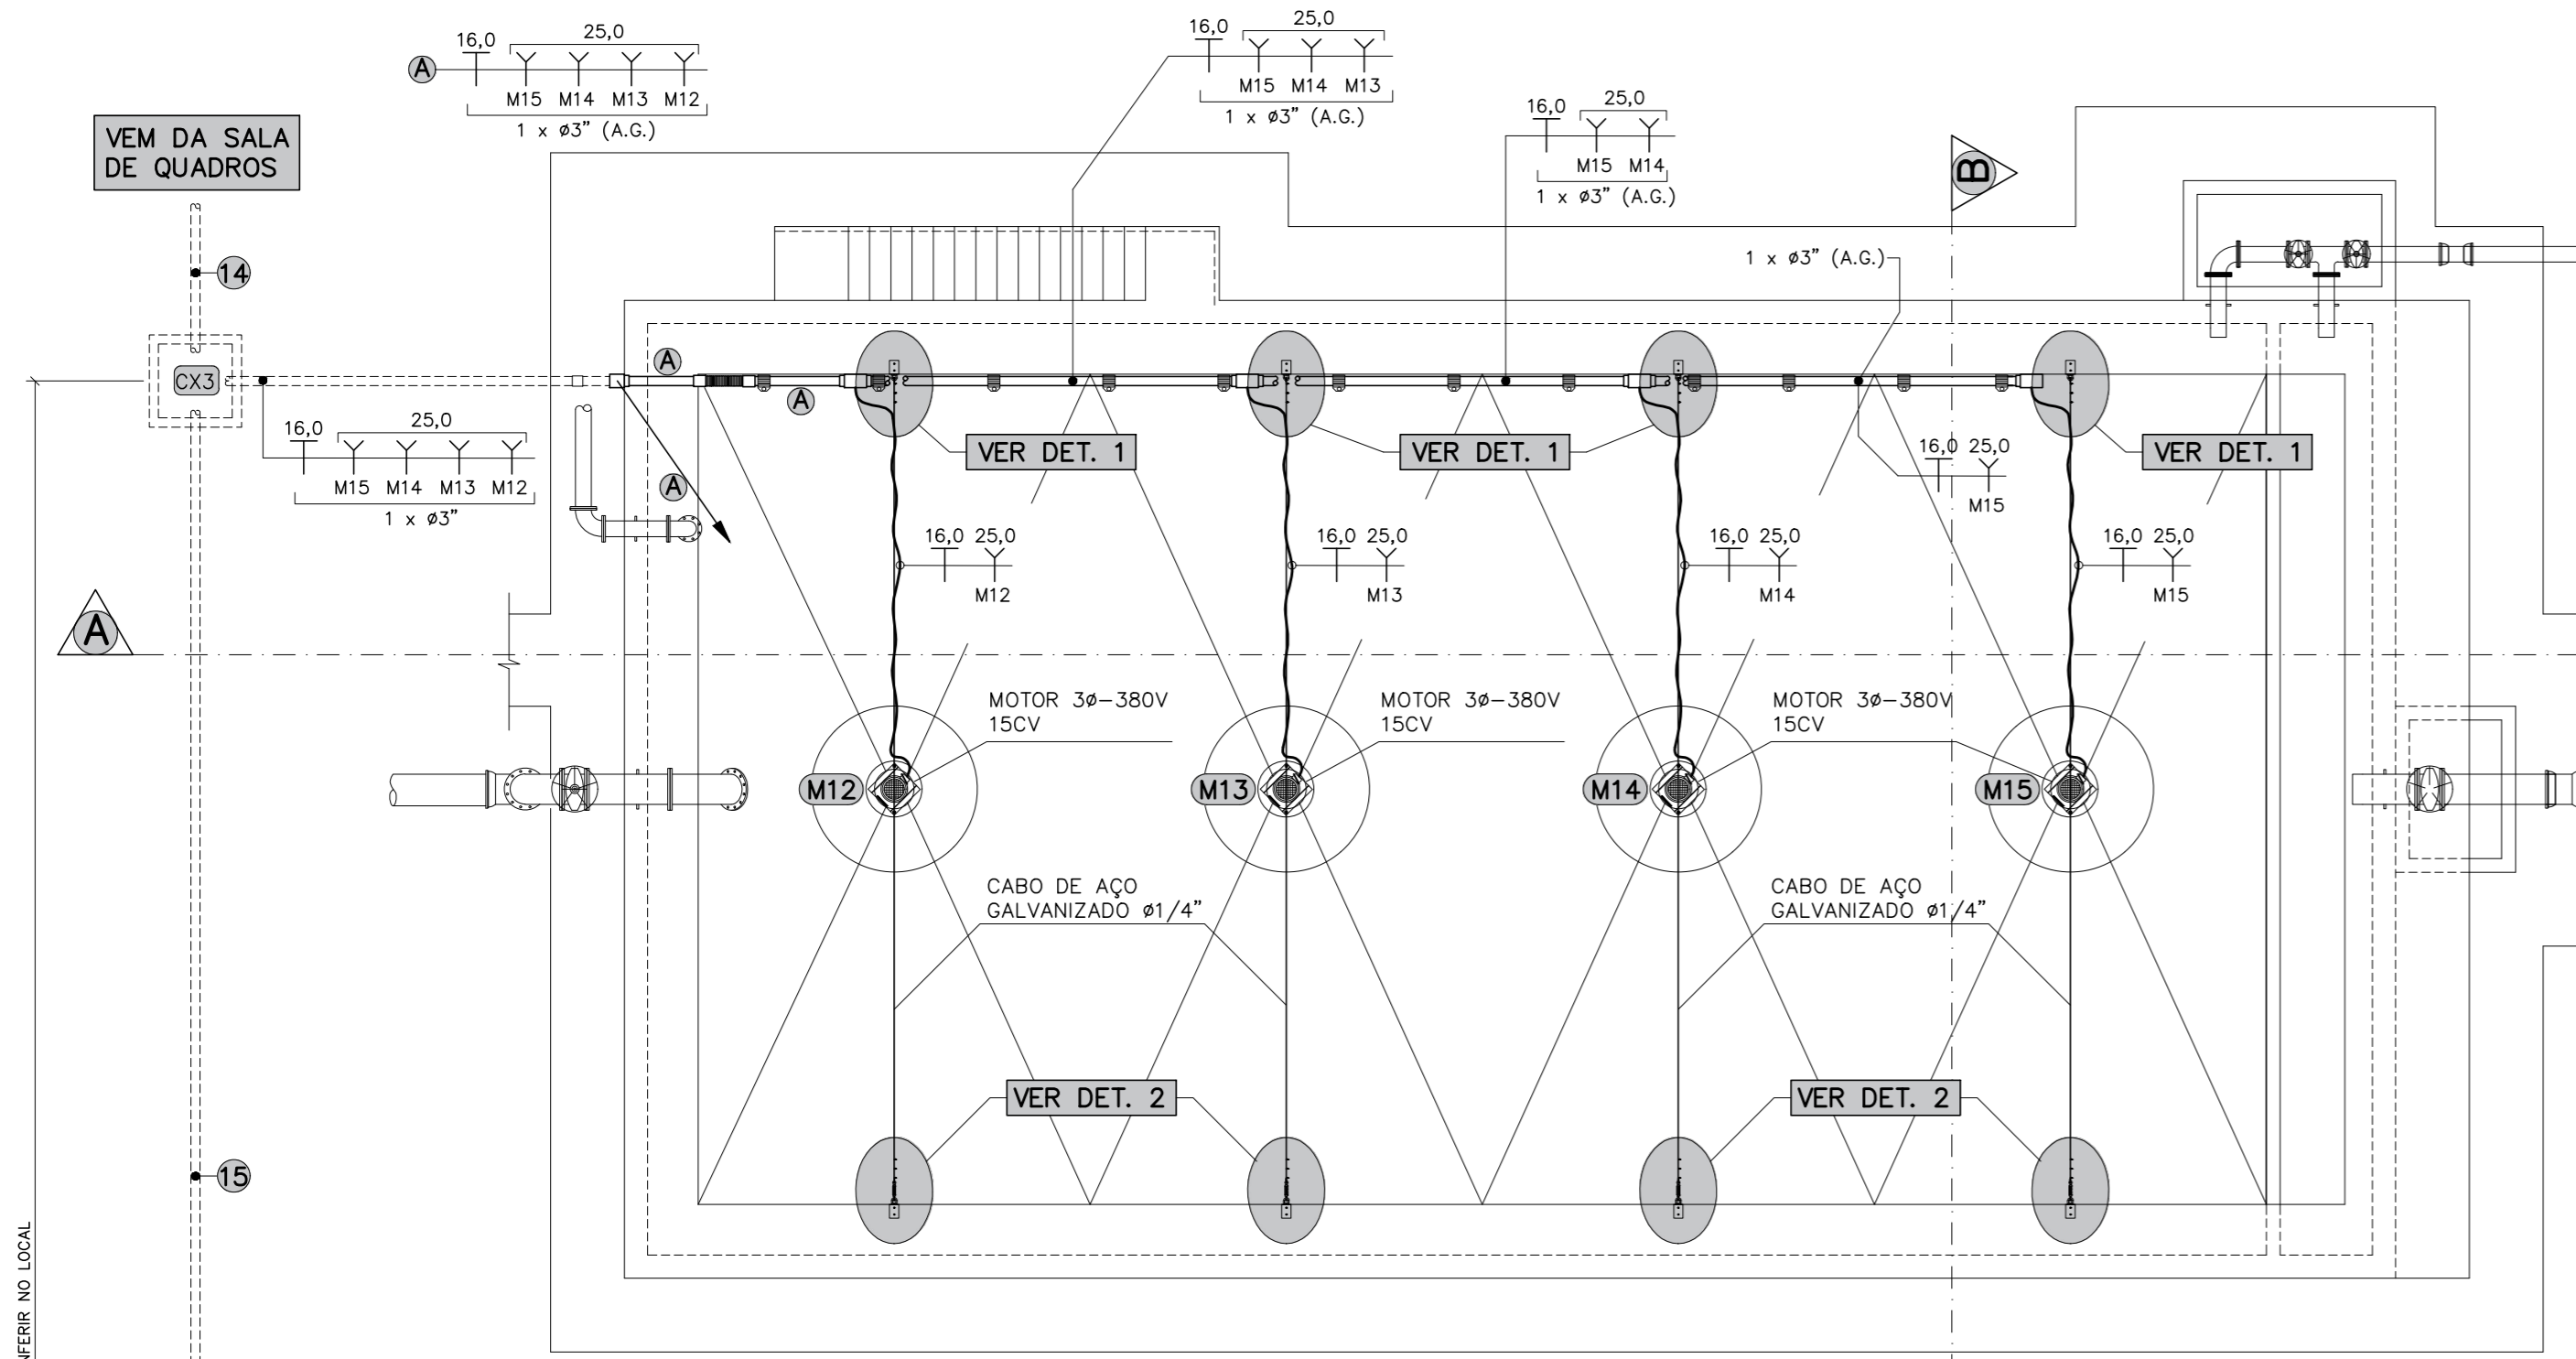 16,0 25,0
A
M15 M14 M13 M12
1 x ø3" (A.G.)
16,0 25,0
M15 M14 M13
1 x ø3" (A.G.)
16,0 25,0
M15 M14
1 x ø3" (A.G.)
VEM DA SALA
DE QUADROS
B
14
1 x ø3" (A.G.)
CX3
A
A
A
16,0 25,0
M15 M14 M13 M12
1 x ø3"
VER DET. 1
VER DET. 1
VER DET. 1
16,0 25,0
M15
16,0 25,0
M12
16,0 25,0
M13
16,0 25,0
M14
16,0 25,0
M15
A
MOTOR 3ø-380V
15CV
MOTOR 3ø-380V
15CV
MOTOR 3ø-380V
15CV
M12
M13
M14
M15
CABO DE AÇO
GALVANIZADO ø1/4"
CABO DE AÇO
GALVANIZADO ø1/4"
VER DET. 2
VER DET. 2
15
NO LOCAL